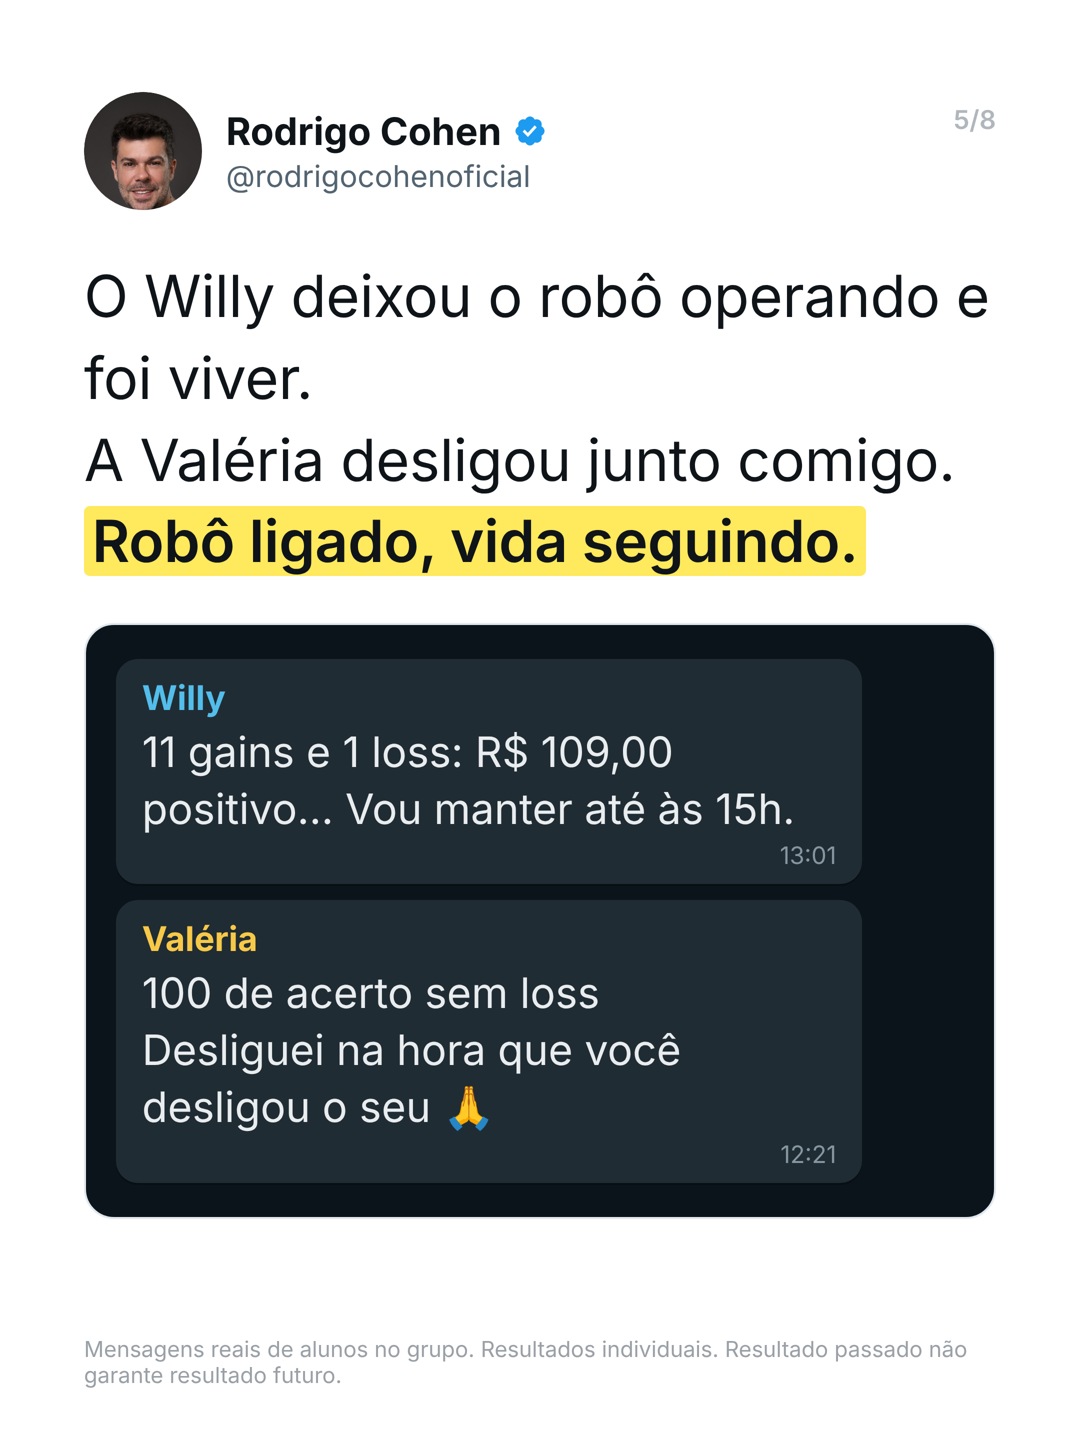 Rodrigo Cohen
5/8
@rodrigocohenoficial
O Willy deixou o robô operando e
foi viver.
A Valéria desligou junto comigo.
Robô ligado, vida seguindo.
Willy
11 gains e 1 loss: R$ 109,00
positivo... Vou manter até às 15h.
13:01
Valéria
100 de acerto sem loss
Desliguei na hora que você
desligou o seu 🙏
12:21
Mensagens reais de alunos no grupo. Resultados individuais. Resultado passado não
garante resultado futuro.